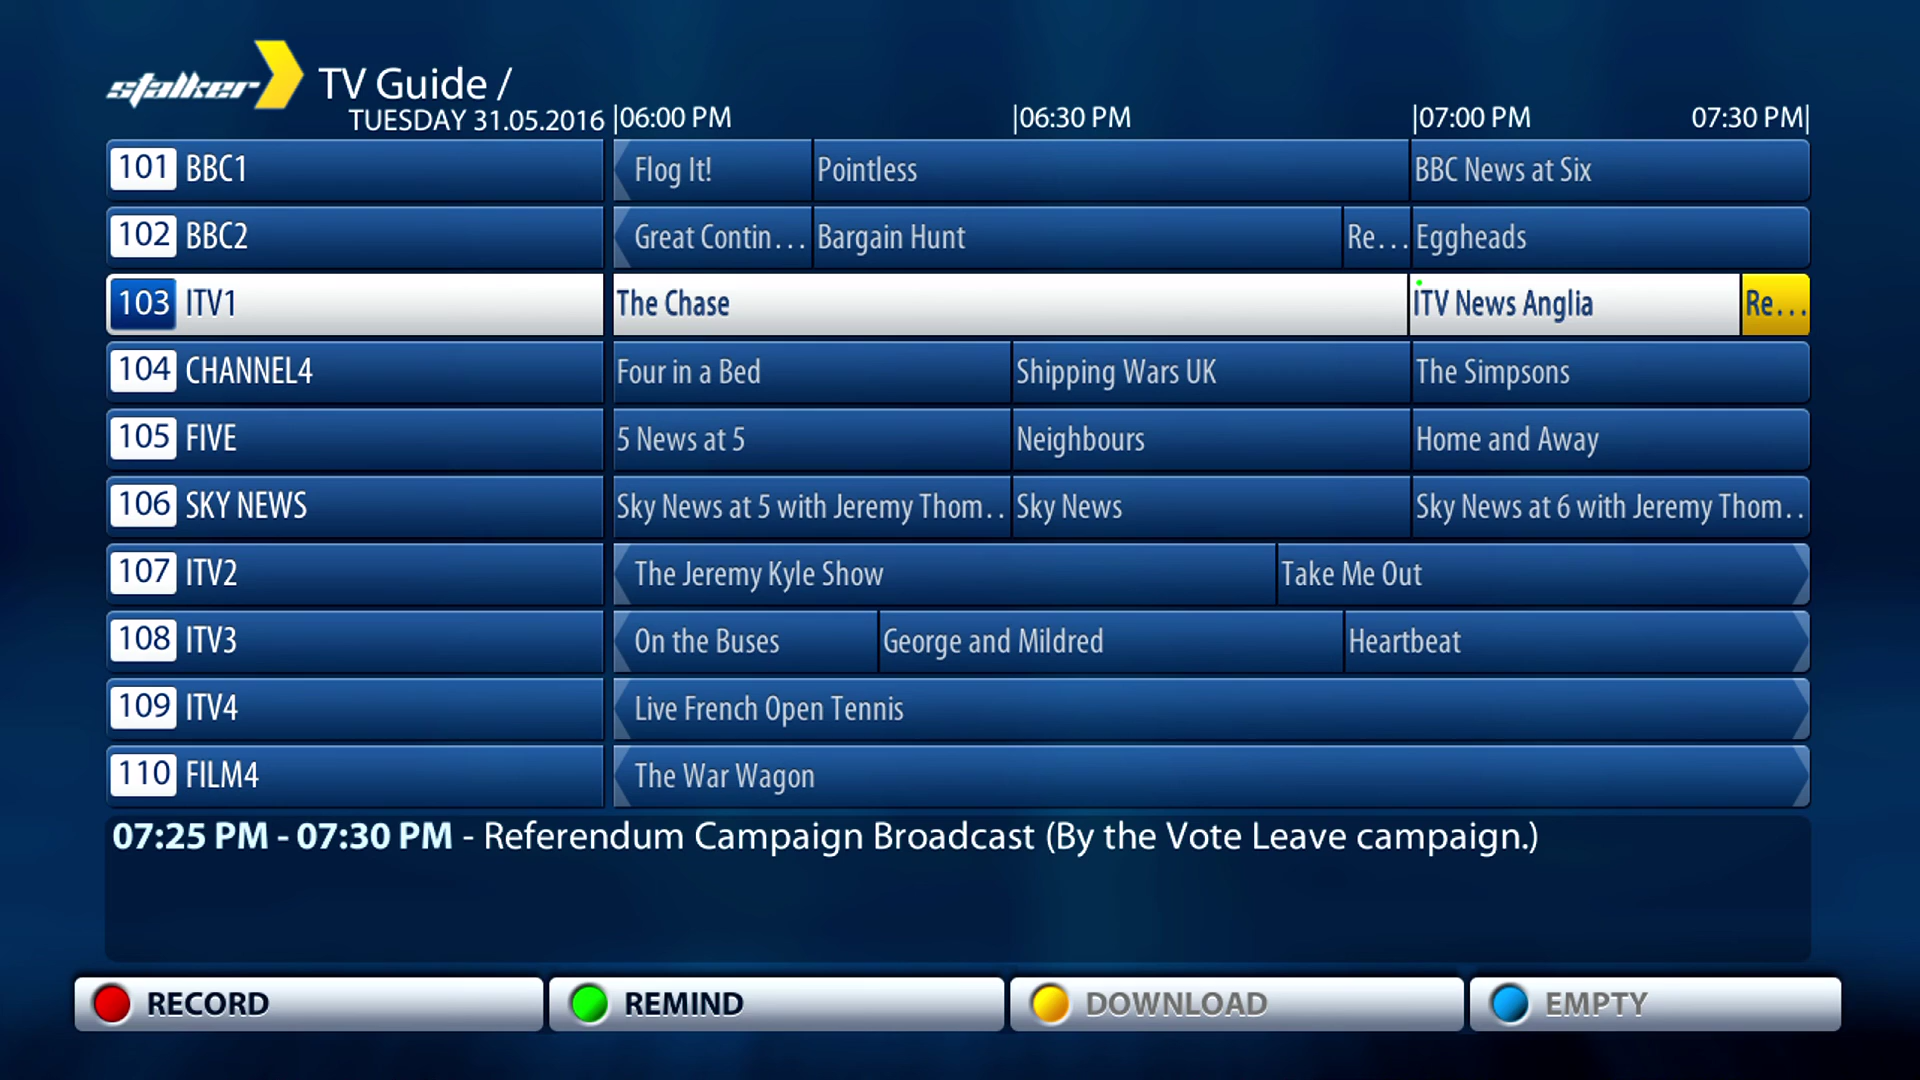 stalker TV Guide /
TUESDAY 31.05.2016 |06:00 PM |06:30 PM |07:00 PM 07:30 PM|
101 BBC1 Flog It! Pointless BBC News at Six
102 BBC2 Great Contin... Bargain Hunt Re... Eggheads
103 ITV1 The Chase ITV News Anglia Re...
104 CHANNEL4 Four in a Bed Shipping Wars UK The Simpsons
105 FIVE 5 News at 5 Neighbours Home and Away
106 SKY NEWS Sky News at 5 with Jeremy Thom.. Sky News Sky News at 6 with Jeremy Thom..
107 ITV2 The Jeremy Kyle Show Take Me Out
108 ITV3 On the Buses George and Mildred Heartbeat
109 ITV4 Live French Open Tennis
110 FILM4 The War Wagon
07:25 PM - 07:30 PM - Referendum Campaign Broadcast (By the Vote Leave campaign.)
RECORD REMIND DOWNLOAD EMPTY